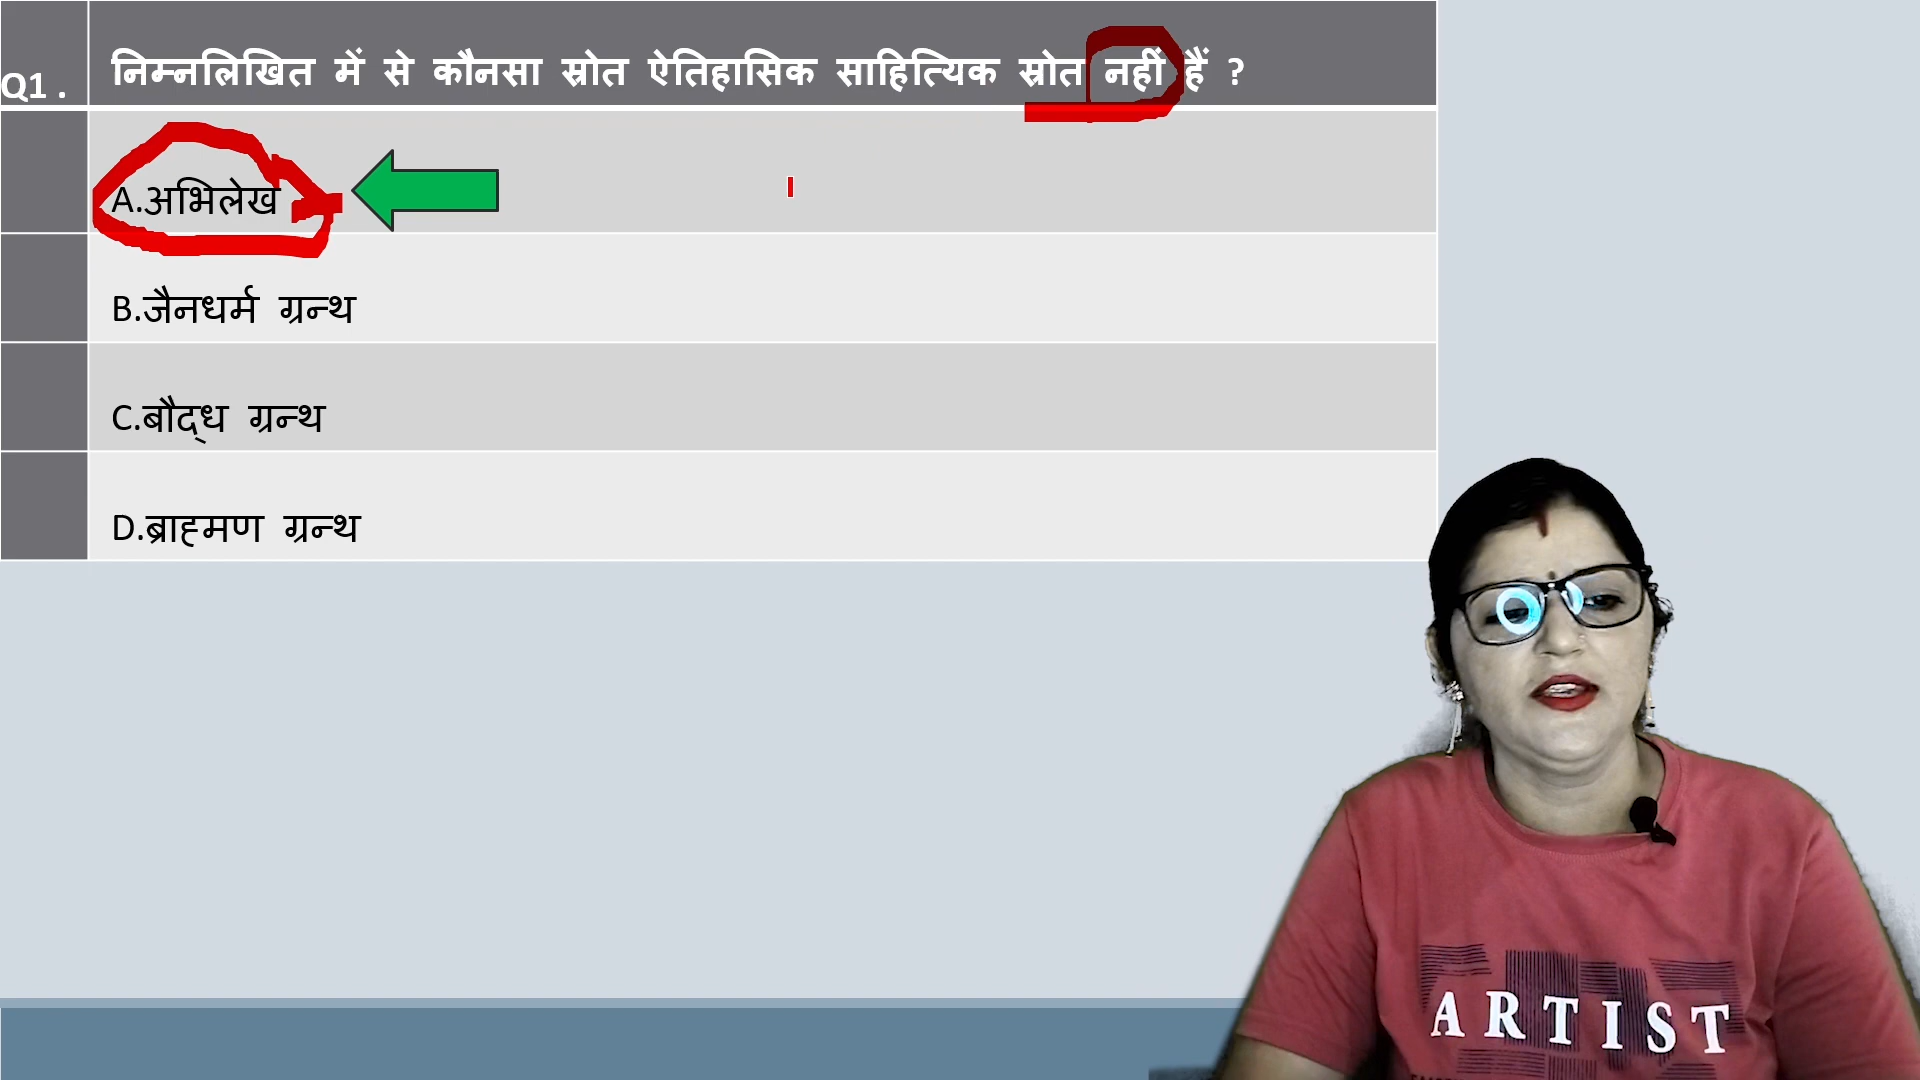 Q1 .
निम्नलिखित में से कौनसा स्रोत ऐतिहासिक साहित्यिक स्रोत नहीं हैं ?
A.अभिलेख
B.जैनधर्म ग्रन्थ
C.बौद्ध ग्रन्थ
D.ब्राह्मण ग्रन्थ
ARTIST